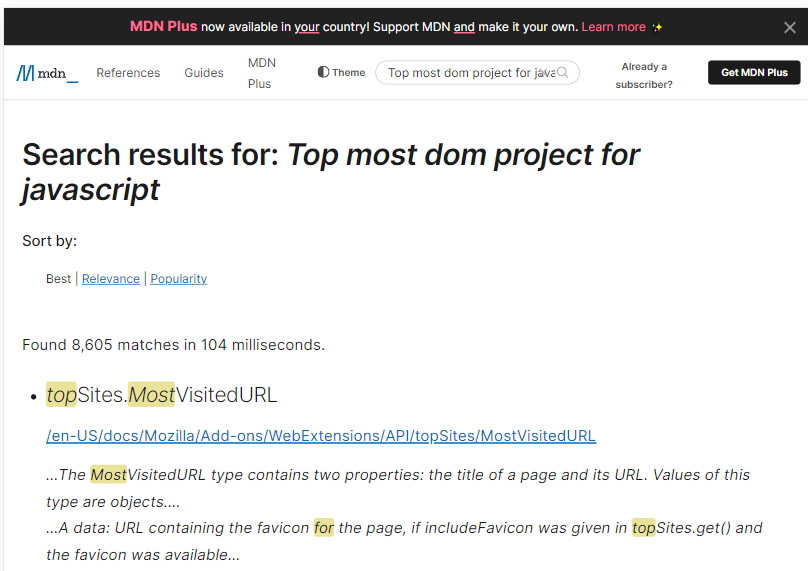 MDN Plus now available in your country! Support MDN and make it your own. Learn more ✨
mdn_
References
Guides
MDN
Plus
Theme
Top most dom project for java
Already a
subscriber?
Get MDN Plus
Search results for: Top most dom project for
javascript
Sort by:
Best | Relevance | Popularity
Found 8,605 matches in 104 milliseconds.
• topSites.MostVisitedURL
/en-US/docs/Mozilla/Add-ons/WebExtensions/API/topSites/MostVisitedURL
…The MostVisitedURL type contains two properties: the title of a page and its URL. Values of this
type are objects.…
…A data: URL containing the favicon for the page, if includeFavicon was given in topSites.get() and
the favicon was available…